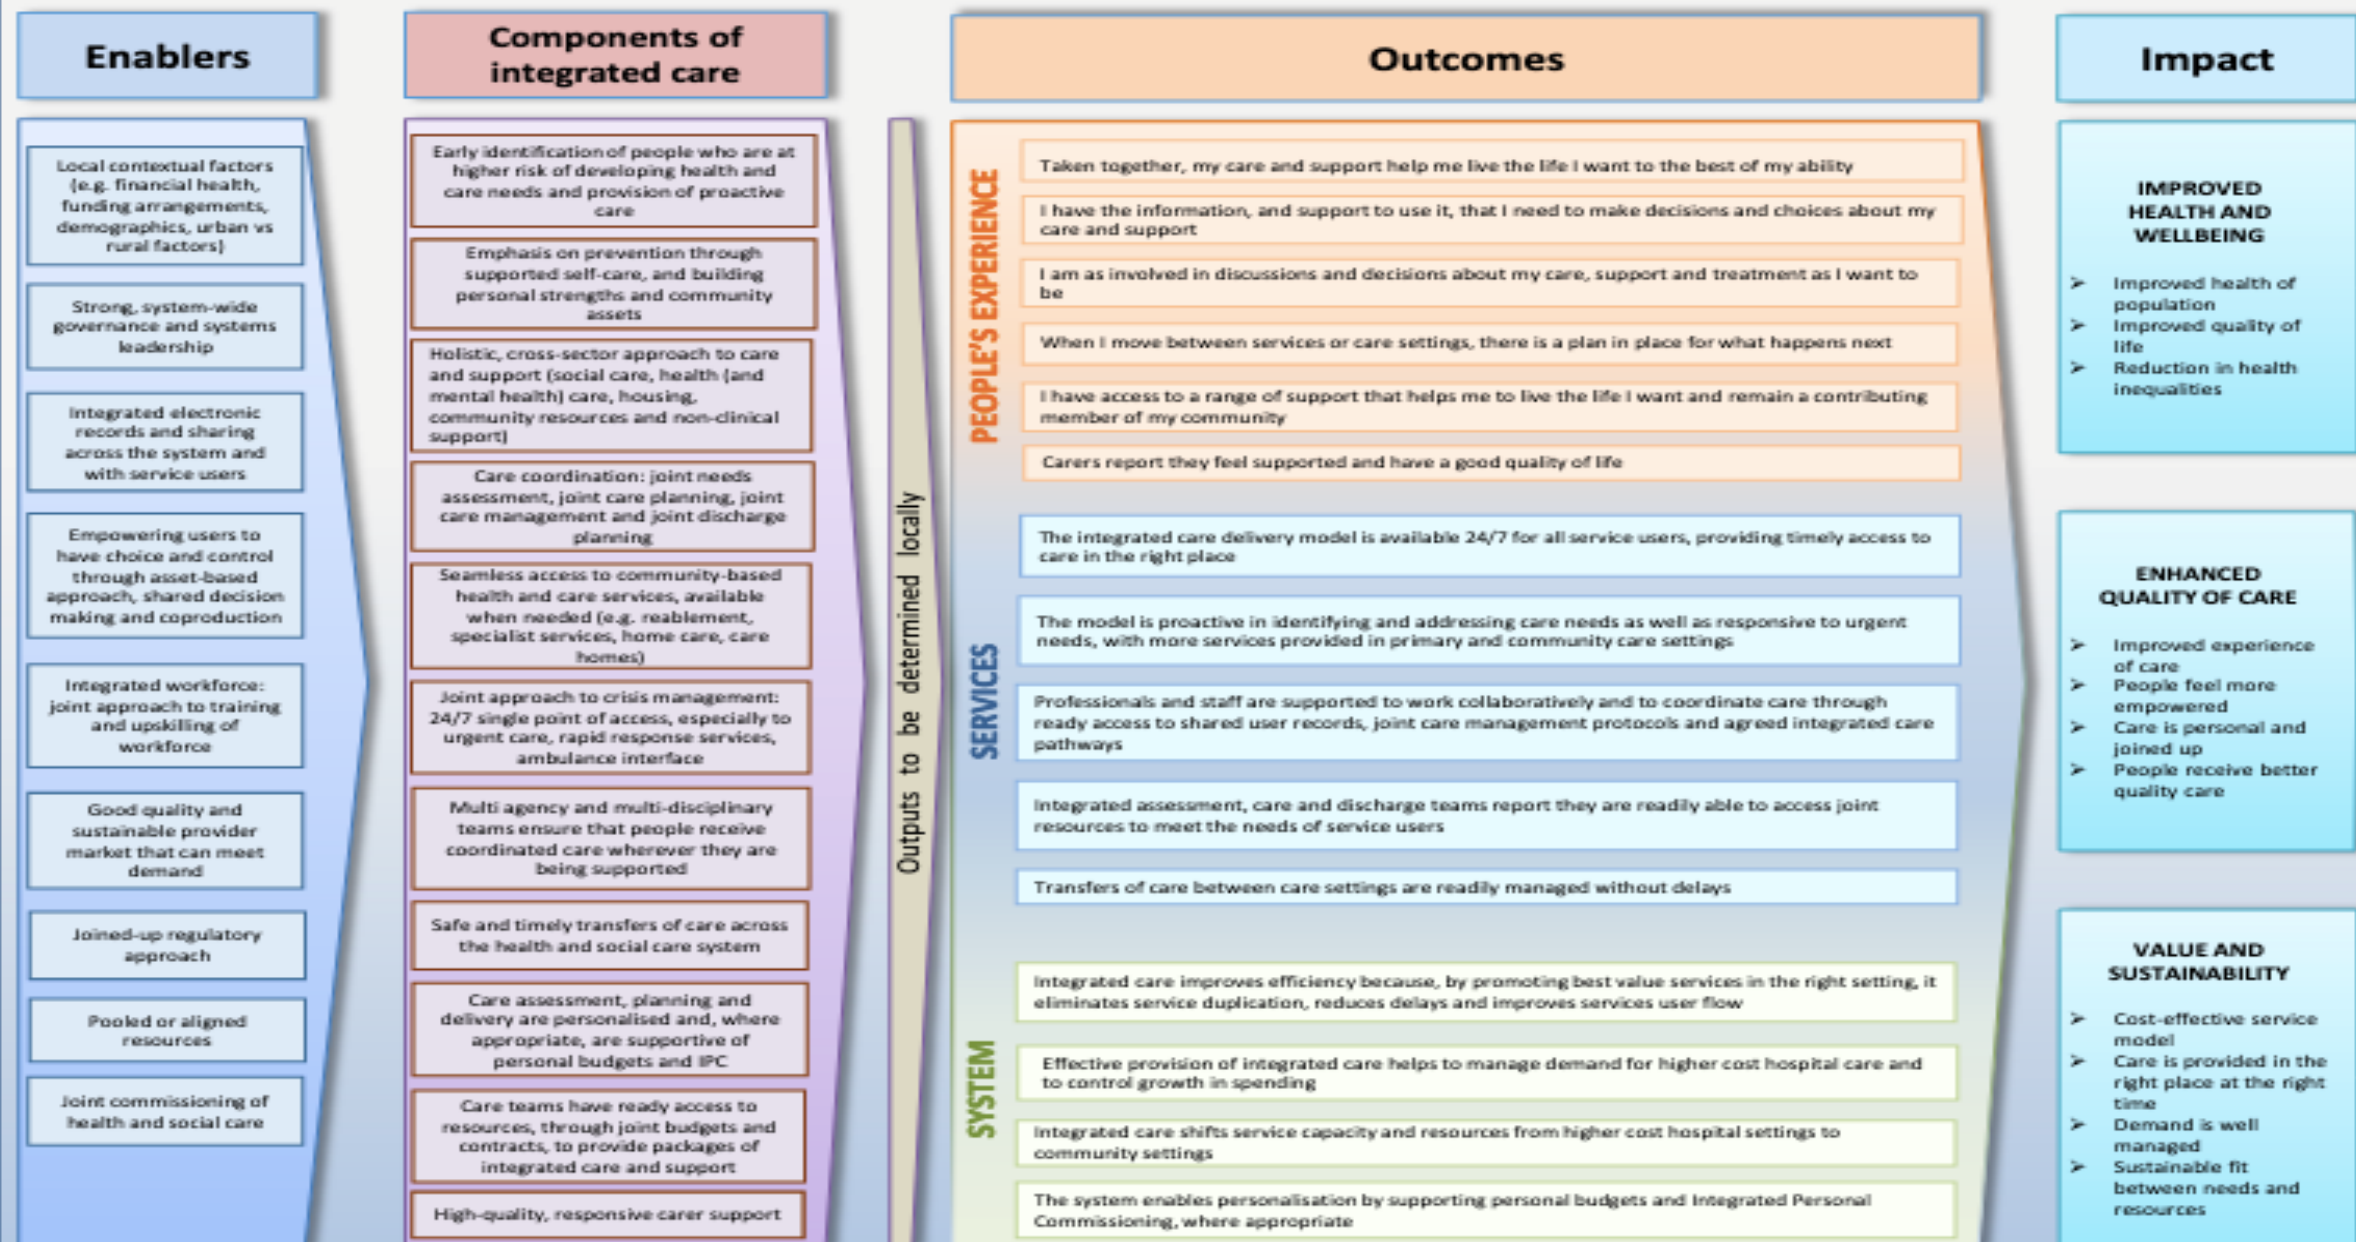 Enablers
Local contextual factors
(e.g. financial health,
funding arrangements,
demographics, urban vs
rural factors)
Strong, system-wide
governance and systems
leadership
Integrated electronic
records and sharing
across the system and
with service users
Empowering users to
have choice and control
through asset-based
approach, shared decision
making and coproduction
Integrated workforce:
joint approach to training
and upskilling of
workforce
Good quality and
sustainable provider
market that can meet
demand
Joined-up regulatory
approach
Pooled or aligned
resources
Joint commissioning of
health and social care
Components of
integrated care
Early identification of people who are at
higher risk of developing health and
care needs and provision of proactive
care
Emphasis on prevention through
supported self-care, and building
personal strengths and community
assets
Holistic, cross-sector approach to care
and support (social care, health (and
mental health) care, housing,
community resources and non-clinical
support)
Care coordination: joint needs
assessment, joint care planning, joint
care management and joint discharge
planning
Seamless access to community-based
health and care services, available
when needed (e.g. reablement,
specialist services, home care, care
homes)
Joint approach to crisis management:
24/7 single point of access, especially to
urgent care, rapid response services,
ambulance interface
Multi agency and multi-disciplinary
teams ensure that people receive
coordinated care wherever they are
being supported
Safe and timely transfers of care across
the health and social care system
Care assessment, planning and
delivery are personalised and, where
appropriate, are supportive of
personal budgets and IPC
Care teams have ready access to
resources, through joint budgets and
contracts, to provide packages of
integrated care and support
High-quality, responsive carer support
Outputs to be determined locally
Outcomes
PEOPLE'S EXPERIENCE
Taken together, my care and support help me live the life I want to the best of my ability
I have the information, and support to use it, that I need to make decisions and choices about my
care and support
I am as involved in discussions and decisions about my care, support and treatment as I want to
be
When I move between services or care settings, there is a plan in place for what happens next
I have access to a range of support that helps me to live the life I want and remain a contributing
member of my community
Carers report they feel supported and have a good quality of life
SERVICES
The integrated care delivery model is available 24/7 for all service users, providing timely access to
care in the right place
The model is proactive in identifying and addressing care needs as well as responsive to urgent
needs, with more services provided in primary and community care settings
Professionals and staff are supported to work collaboratively and to coordinate care through
ready access to shared user records, joint care management protocols and agreed integrated care
pathways
Integrated assessment, care and discharge teams report they are readily able to access joint
resources to meet the needs of service users
Transfers of care between care settings are readily managed without delays
SYSTEM
Integrated care improves efficiency because, by promoting best value services in the right setting, it
eliminates service duplication, reduces delays and improves services user flow
Effective provision of integrated care helps to manage demand for higher cost hospital care and
to control growth in spending
Integrated care shifts service capacity and resources from higher cost hospital settings to
community settings
The system enables personalisation by supporting personal budgets and Integrated Personal
Commissioning, where appropriate
Impact
IMPROVED
HEALTH AND
WELLBEING
➢ Improved health of
population
➢ Improved quality of
life
➢ Reduction in health
inequalities
ENHANCED
QUALITY OF CARE
➢ Improved experience
of care
➢ People feel more
empowered
➢ Care is personal and
joined up
➢ People receive better
quality care
VALUE AND
SUSTAINABILITY
➢ Cost-effective service
model
➢ Care is provided in the
right place at the right
time
➢ Demand is well
managed
➢ Sustainable fit
between needs and
resources